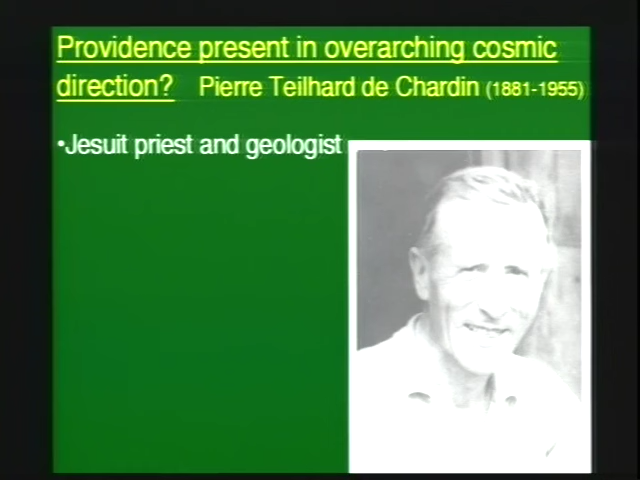 Providence present in overarching cosmic
direction? Pierre Teilhard de Chardin (1881-1955)
•Jesuit priest and geologist